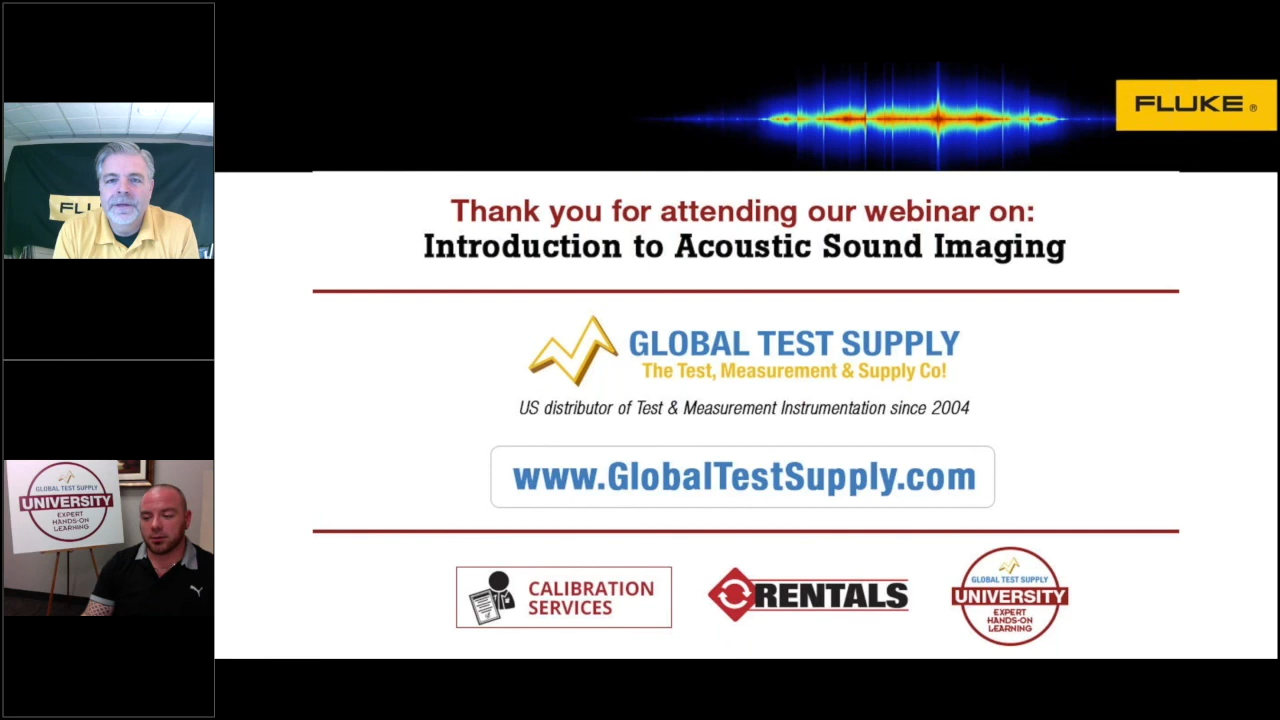 FLUKE ®
Thank you for attending our webinar on:
Introduction to Acoustic Sound Imaging
GLOBAL TEST SUPPLY
The Test, Measurement & Supply Co!
US distributor of Test & Measurement Instrumentation since 2004
www.GlobalTestSupply.com
CALIBRATION
SERVICES
RENTALS
GLOBAL TEST SUPPLY
UNIVERSITY
EXPERT
HANDS-ON
LEARNING
FLU
GLOBAL TEST SUPPLY
UNIVERSITY
EXPERT
HANDS-ON
LEARNING